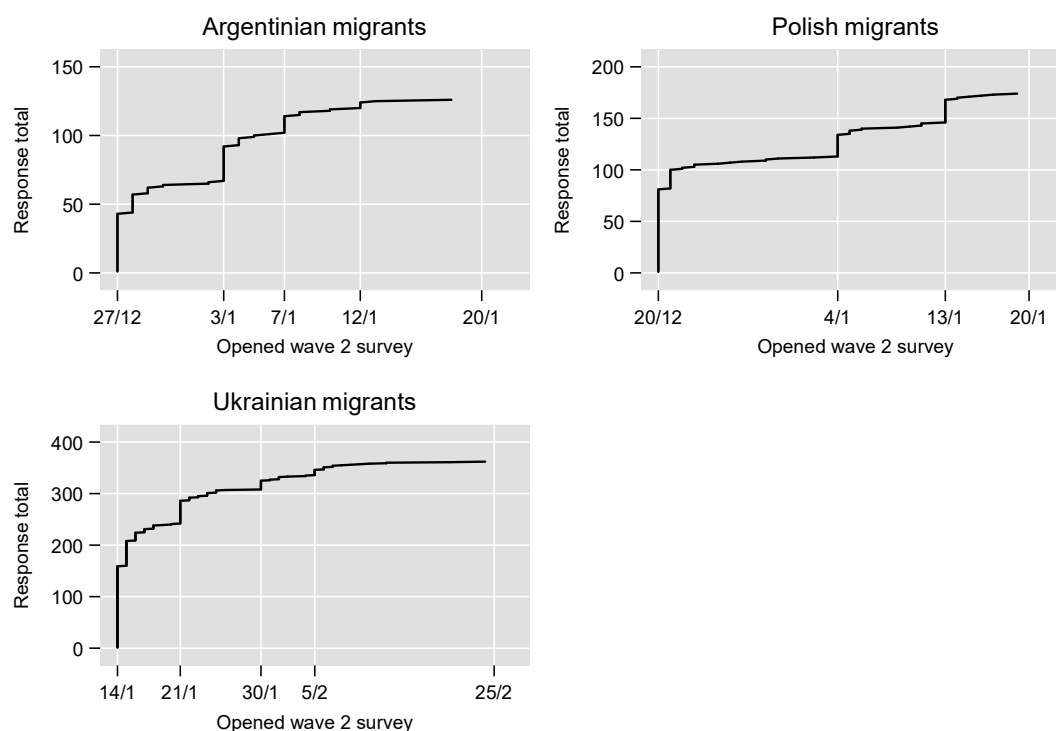 Argentinian migrants
Response total
150
100
50
0
27/12 3/1 7/1 12/1 20/1
Opened wave 2 survey
Polish migrants
Response total
200
150
100
50
0
20/12 4/1 13/1 20/1
Opened wave 2 survey
Ukrainian migrants
Response total
400
300
200
100
0
14/1 21/1 30/1 5/2 25/2
Opened wave 2 survey